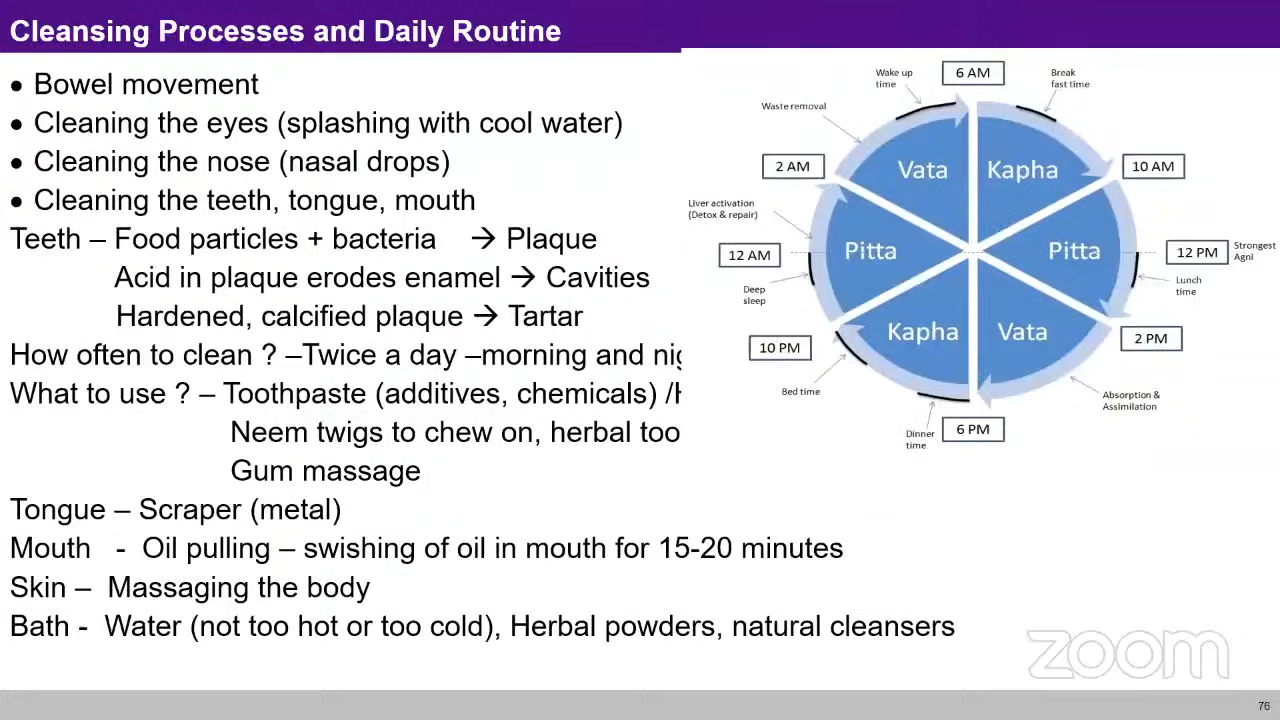 Cleansing Processes and Daily Routine
• Bowel movement
• Cleaning the eyes (splashing with cool water)
• Cleaning the nose (nasal drops)
• Cleaning the teeth, tongue, mouth
Teeth – Food particles + bacteria → Plaque
Acid in plaque erodes enamel → Cavities
Hardened, calcified plaque → Tartar
How often to clean ? –Twice a day –morning and
What to use ? – Toothpaste (additives, chemicals) /
Neem twigs to chew on, herbal
Gum massage
Tongue – Scraper (metal)
Mouth - Oil pulling – swishing of oil in mouth for 15-20 minutes
Skin – Massaging the body
Bath - Water (not too hot or too cold), Herbal powders, natural cleansers
6 AM
Wake up
time
Break
fast time
Waste removal
2 AM
Vata
Kapha
10 AM
Liver activation
(Detox & repair)
12 AM
Pitta
Pitta
12 PM
Strongest
Agni
Deep
sleep
Lunch
time
10 PM
Kapha
Vata
2 PM
Bed time
Absorption &
Assimilation
Dinner
time
6 PM
zoom
76